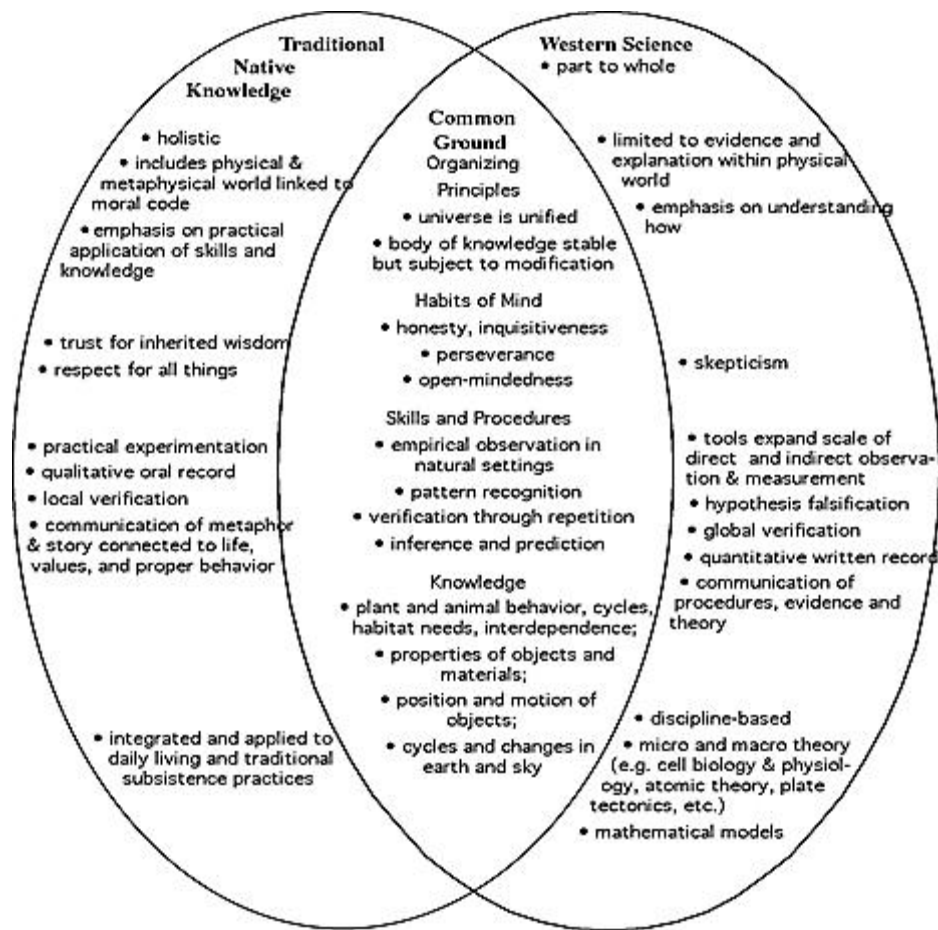 Traditional
Native
Knowledge
• holistic
• includes physical &
metaphysical world linked to
moral code
• emphasis on practical
application of skills and
knowledge
• trust for inherited wisdom
• respect for all things
• practical experimentation
• qualitative oral record
• local verification
• communication of metaphor
& story connected to life,
values, and proper behavior
• integrated and applied to
daily living and traditional
subsistence practices
Common
Ground
Organizing
Principles
• universe is unified
• body of knowledge stable
but subject to modification
Habits of Mind
• honesty, inquisitiveness
• perseverance
• open-mindedness
Skills and Procedures
• empirical observation in
natural settings
• pattern recognition
• verification through repetition
• inference and prediction
Knowledge
• plant and animal behavior, cycles,
habitat needs, interdependence;
• properties of objects and
materials;
• position and motion of
objects;
• cycles and changes in
earth and sky
Western Science
• part to whole
• limited to evidence and
explanation within physical
world
• emphasis on understanding
how
• skepticism
• tools expand scale of
direct and indirect observa-
tion & measurement
• hypothesis falsification
• global verification
• quantitative written record
• communication of
procedures, evidence and
theory
• discipline-based
• micro and macro theory
(e.g. cell biology & physiol-
ogy, atomic theory, plate
tectonics, etc.)
• mathematical models